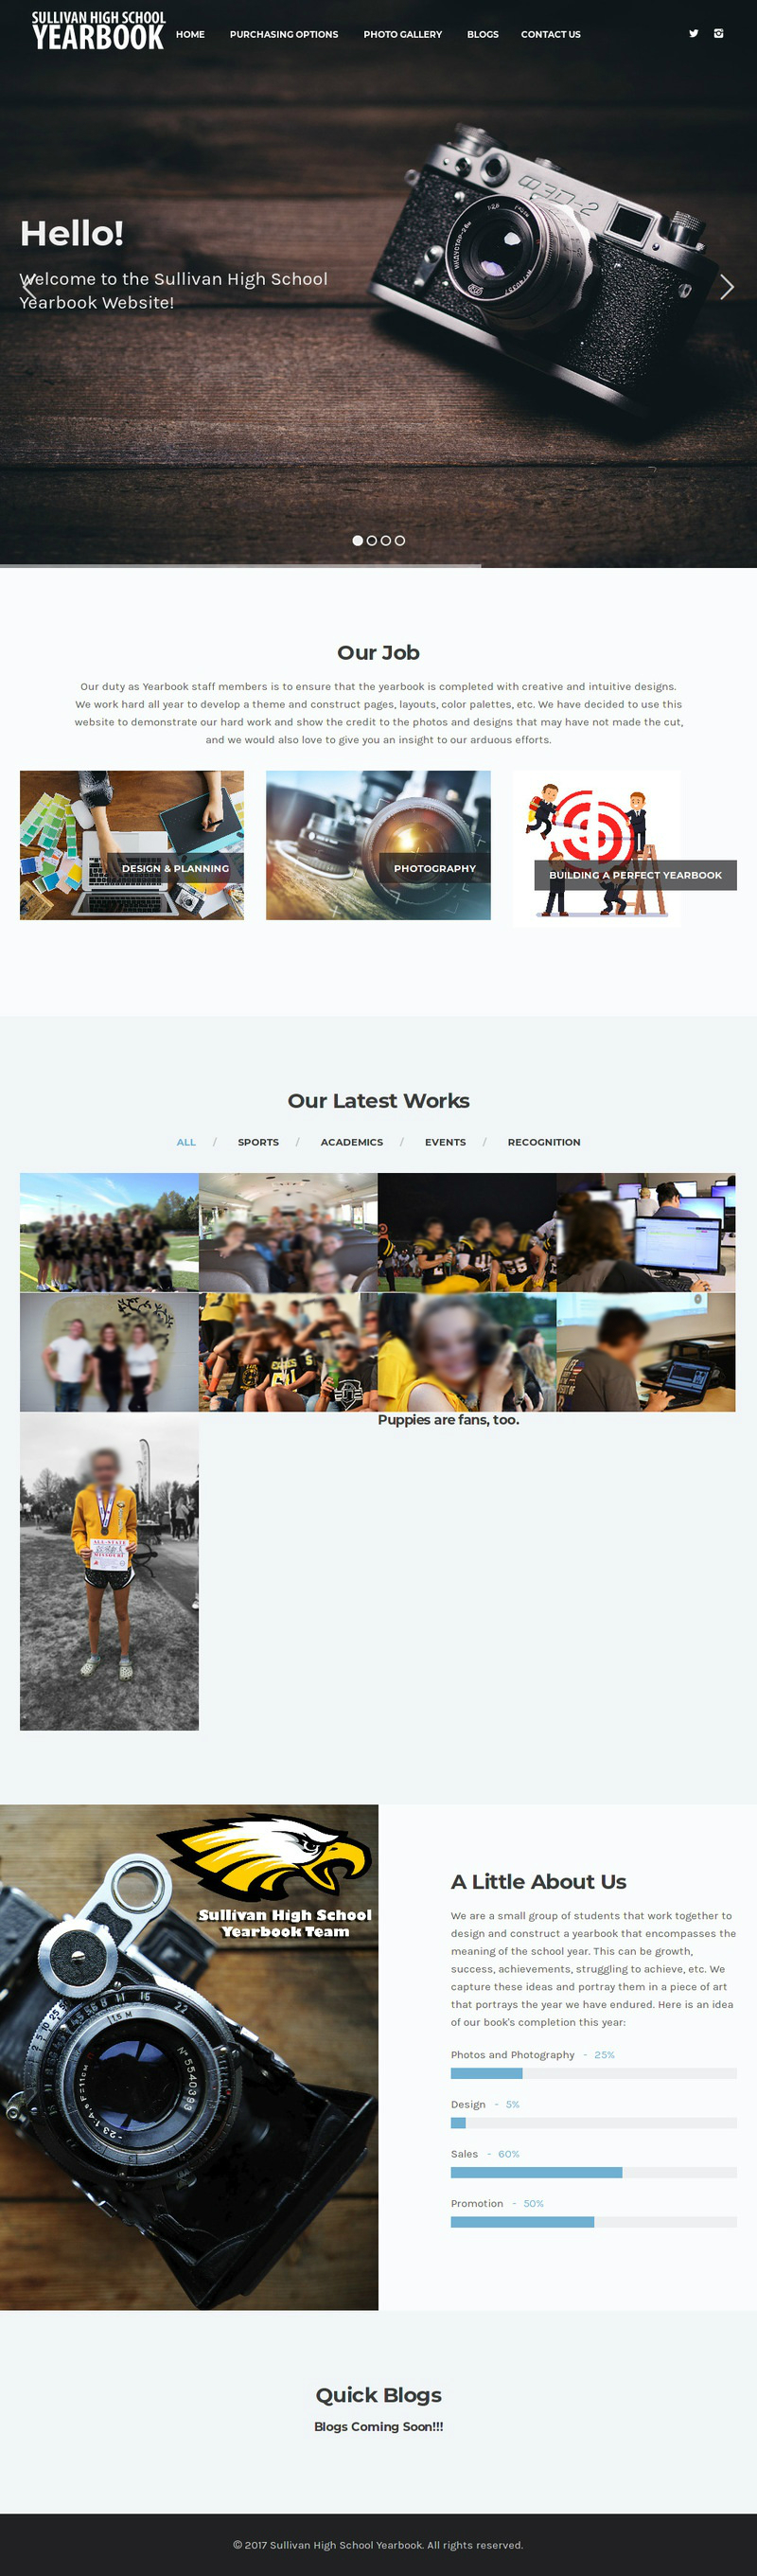 SULLIVAN HIGH SCHOOL
YEARBOOK
HOME PURCHASING OPTIONS PHOTO GALLERY BLOGS CONTACT US
Hello!
Welcome to the Sullivan High School
Yearbook Website!
Our Job
Our duty as Yearbook staff members is to ensure that the yearbook is completed with creative and intuitive designs.
We work hard all year to develop a theme and construct pages, layouts, color palettes, etc. We have decided to use this
website to demonstrate our hard work and show the credit to the photos and designs that may have not made the cut,
and we would also love to give you an insight to our arduous efforts.
DESIGN & PLANNING
PHOTOGRAPHY
BUILDING A PERFECT YEARBOOK
Our Latest Works
ALL / SPORTS / ACADEMICS / EVENTS / RECOGNITION
Puppies are fans, too.
ALL-STATE
Sullivan High School
Yearbook Team
16
22
15 M
Nº 5540393
A Little About Us
We are a small group of students that work together to
design and construct a yearbook that encompasses the
meaning of the school year. This can be growth,
success, achievements, struggling to achieve, etc. We
capture these ideas and portray them in a piece of art
that portrays the year we have endured. Here is an idea
of our book's completion this year:
Photos and Photography - 25%
Design - 5%
Sales - 60%
Promotion - 50%
Quick Blogs
Blogs Coming Soon!!!
© 2017 Sullivan High School Yearbook. All rights reserved.